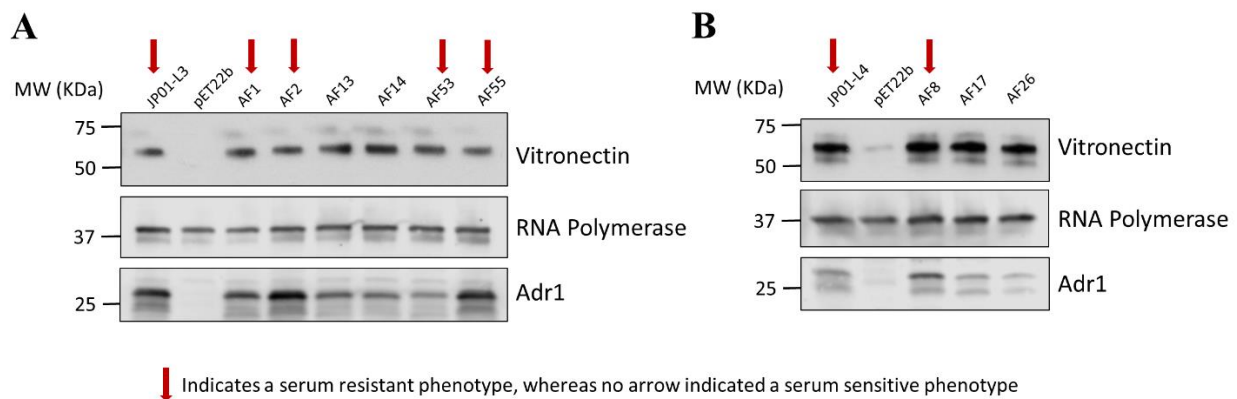 A
B
MW (KDa)
JP01-L3
pET22b
AF1
AF2
AF13
AF14
AF53
AF55
75
50
Vitronectin
37
RNA Polymerase
25
Adr1
MW (KDa)
JP01-L4
pET22b
AF8
AF17
AF26
75
50
Vitronectin
37
RNA Polymerase
25
Adr1
Indicates a serum resistant phenotype, whereas no arrow indicated a serum sensitive phenotype